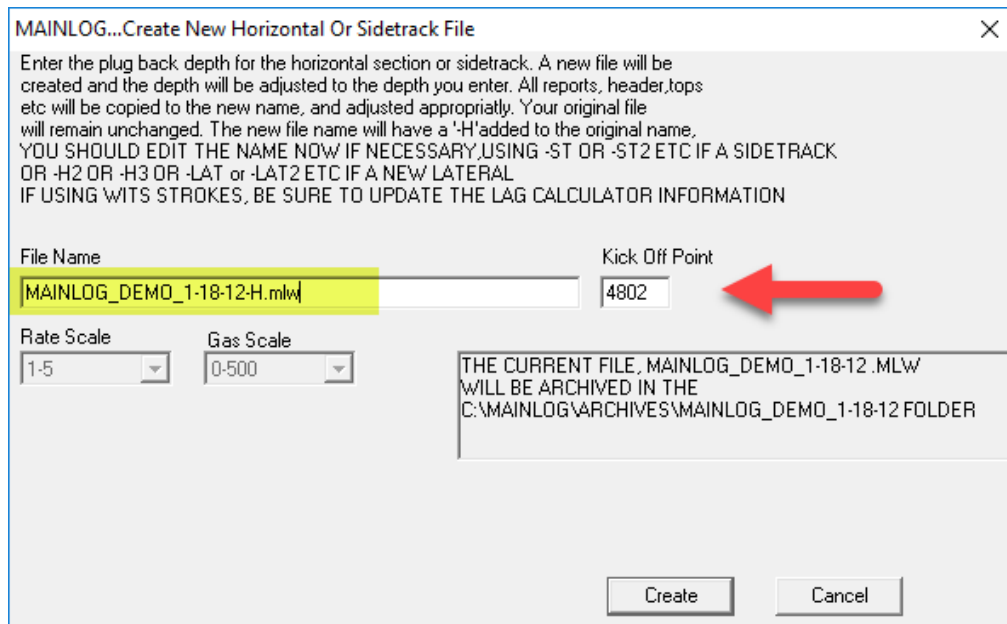 MAINLOG...Create New Horizontal Or Sidetrack File
Enter the plug back depth for the horizontal section or sidetrack. A new file will be
created and the depth will be adjusted to the depth you enter. All reports, header,tops
etc will be copied to the new name, and adjusted appropriatly. Your original file
will remain unchanged. The new file name will have a '-H'added to the original name,
YOU SHOULD EDIT THE NAME NOW IF NECESSARY,USING -ST OR -ST2 ETC IF A SIDETRACK
OR -H2 OR -H3 OR -LAT or -LAT2 ETC IF A NEW LATERAL
IF USING WITS STROKES, BE SURE TO UPDATE THE LAG CALCULATOR INFORMATION
File Name
Kick Off Point
MAINLOG_DEMO_1-18-12-H.mlw
4802
Rate Scale
Gas Scale
1-5
0-500
THE CURRENT FILE, MAINLOG_DEMO_1-18-12 .MLW
WILL BE ARCHIVED IN THE
C:\MAINLOG\ARCHIVES\MAINLOG_DEMO_1-18-12 FOLDER
Create
Cancel